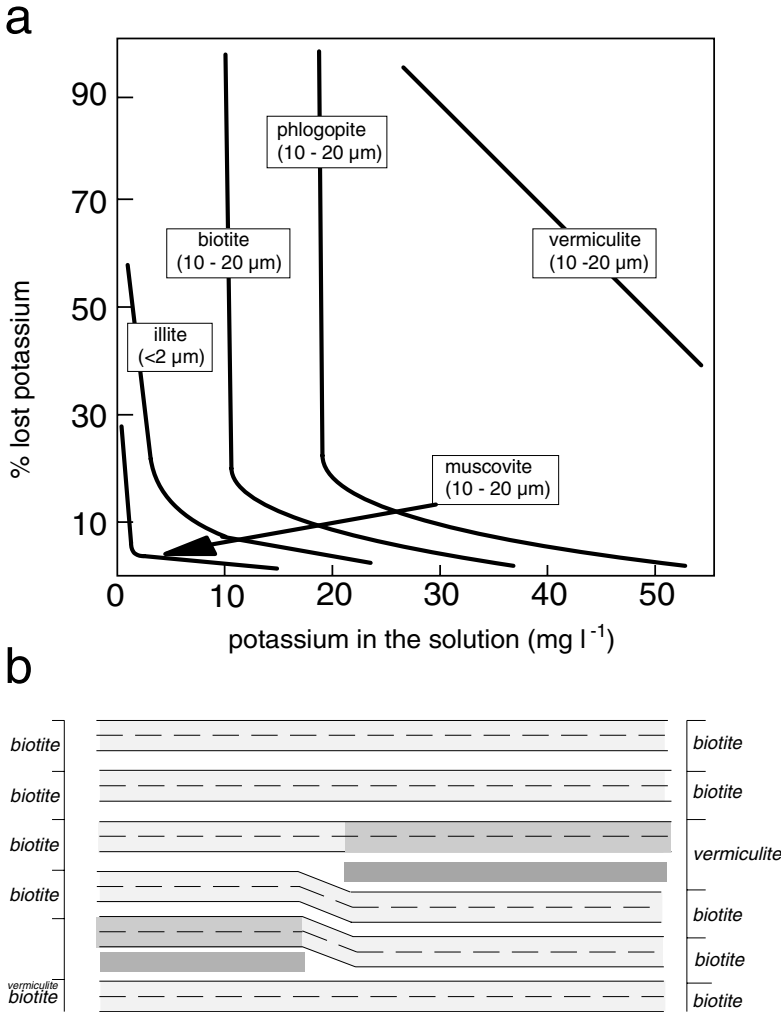 a
90
70
50
30
10
% lost potassium
phlogopite
(10 - 20 µm)
biotite
(10 - 20 µm)
vermiculite
(10 -20 µm)
illite
(<2 µm)
muscovite
(10 - 20 µm)
0
10
20
30
40
50
potassium in the solution (mg l -1)
b
biotite
biotite
biotite
biotite
vermiculite
biotite
biotite
biotite
vermiculite
biotite
biotite
biotite